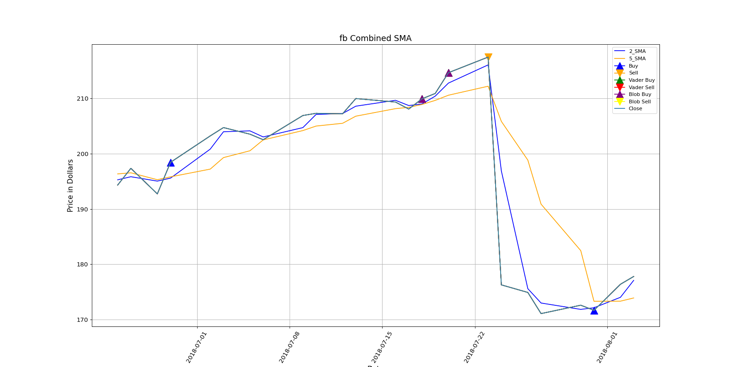 fb Combined SMA
Price in Dollars
210
200
190
180
170
2_SMA
5_SMA
Buy
Sell
Vader Buy
Vader Sell
Blob Buy
Blob Sell
Close
2018-07-01
2018-07-08
2018-07-15
2018-07-22
2018-08-01